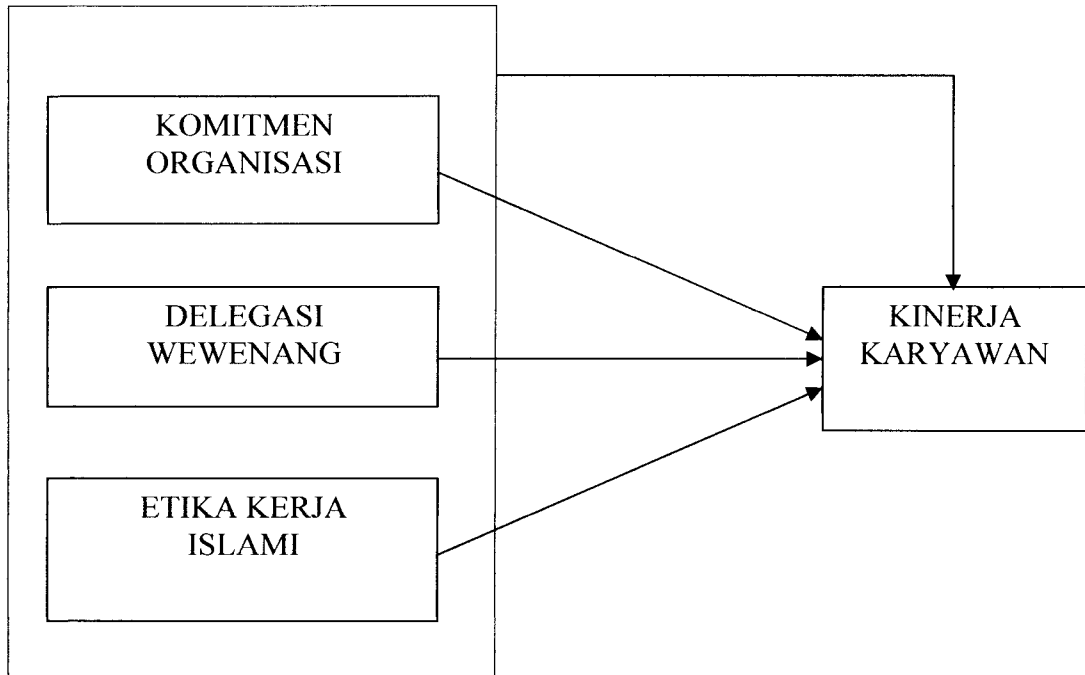 KOMITMEN
ORGANISASI
DELEGASI
WEWENANG
KINERJA
KARYAWAN
ETIKA KERJA
ISLAMI